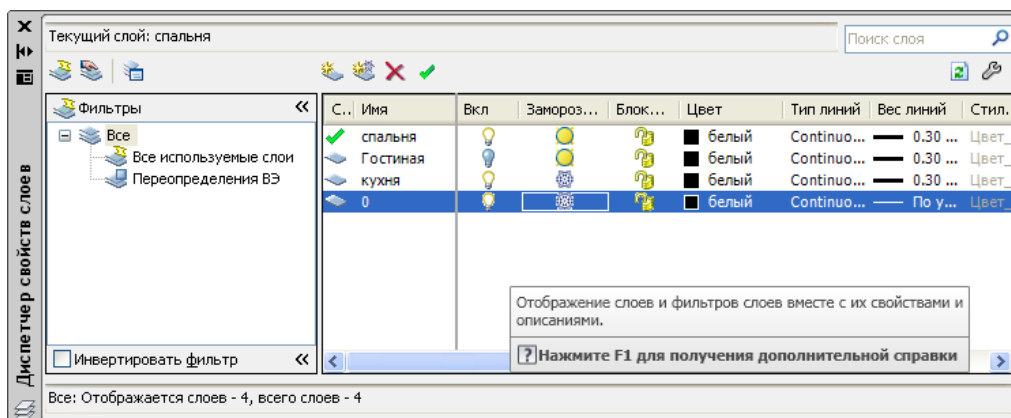 Текущий слой: спальня
Поиск слоя
Фильтры
Все
Все используемые слои
Переопределения ВЭ
Инвертировать фильтр
С.. Имя Вкл Замороз... Блок... Цвет Тип линий Вес линий Стил.
спальня белый Continuo... 0.30 ... Цвет_
Гостиная белый Continuo... 0.30 ... Цвет_
кухня белый Continuo... 0.30 ... Цвет_
0 белый Continuo... По у... Цвет_
Отображение слоев и фильтров слоев вместе с их свойствами и
описаниями.
? Нажмите F1 для получения дополнительной справки
Все: Отображается слоев - 4, всего слоев - 4
Диспетчер свойств слоев